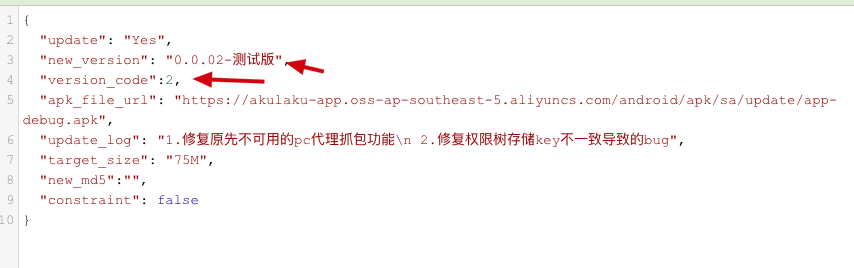 1 {
2 "update": "Yes",
3 "new_version": "0.0.02-测试版",
4 "version_code":2,
5 "apk_file_url": "https://akulaku-app.oss-ap-southeast-5.aliyuncs.com/android/apk/sa/update/app-
debug.apk",
6 "update_log": "1.修复原先不可用的pc代理抓包功能\n 2.修复权限树存储key不一致导致的bug",
7 "target_size": "75M",
8 "new_md5":"",
9 "constraint": false
10 }